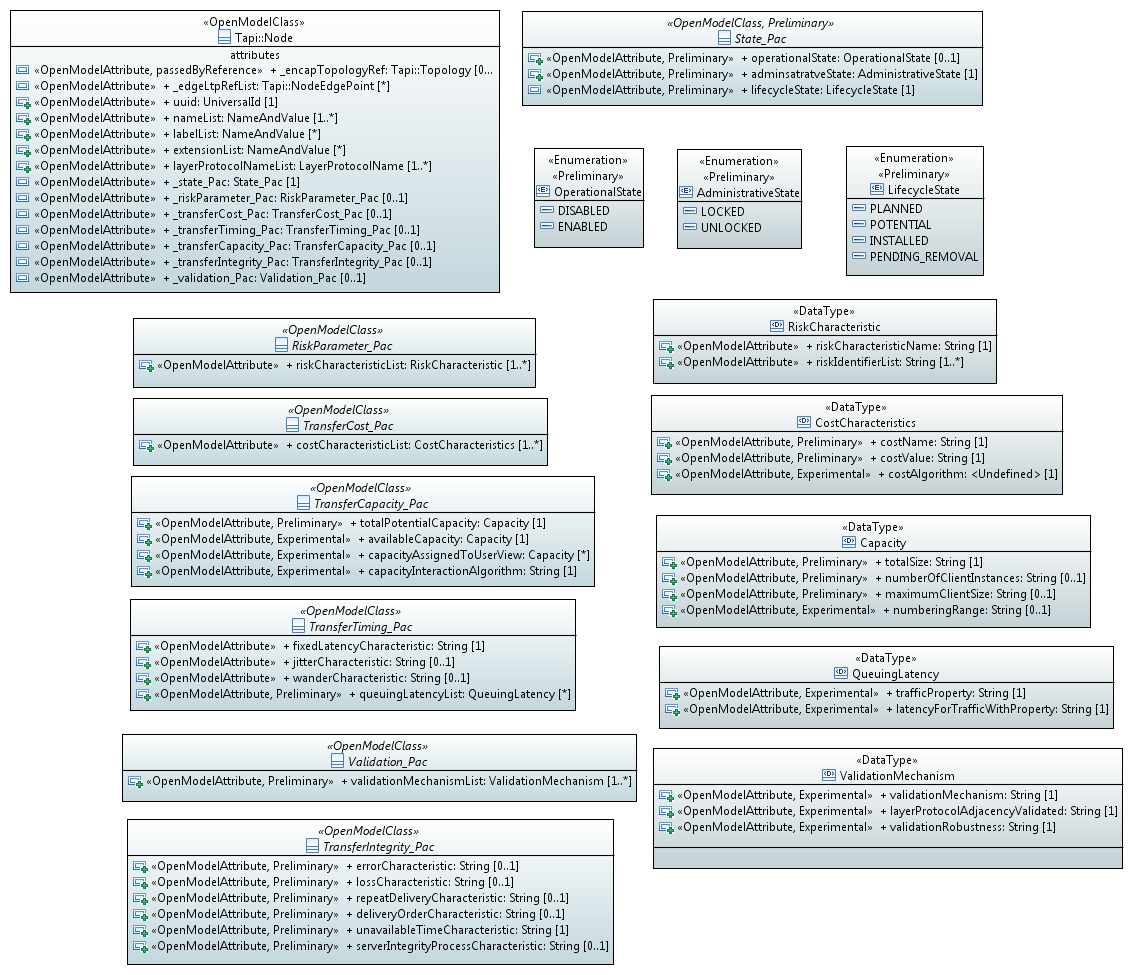 «OpenModelClass»
Tapi::Node
attributes
«OpenModelAttribute, passedByReference» + _encapTopologyRef: Tapi::Topology [0...
«OpenModelAttribute» + _edgeLtpRefList: Tapi::NodeEdgePoint [*]
«OpenModelAttribute» + uuid: UniversalId [1]
«OpenModelAttribute» + nameList: NameAndValue [1..*]
«OpenModelAttribute» + labelList: NameAndValue [*]
«OpenModelAttribute» + extensionList: NameAndValue [*]
«OpenModelAttribute» + layerProtocolNameList: LayerProtocolName [1..*]
«OpenModelAttribute» + _state_Pac: State_Pac [1]
«OpenModelAttribute» + _riskParameter_Pac: RiskParameter_Pac [0..1]
«OpenModelAttribute» + _transferCost_Pac: TransferCost_Pac [0..1]
«OpenModelAttribute» + _transferTiming_Pac: TransferTiming_Pac [0..1]
«OpenModelAttribute» + _transferCapacity_Pac: TransferCapacity_Pac [0..1]
«OpenModelAttribute» + _transferIntegrity_Pac: TransferIntegrity_Pac [0..1]
«OpenModelAttribute» + _validation_Pac: Validation_Pac [0..1]
«OpenModelClass, Preliminary»
State_Pac
«OpenModelAttribute, Preliminary» + operationalState: OperationalState [0..1]
«OpenModelAttribute, Preliminary» + adminsatratveState: AdministrativeState [1]
«OpenModelAttribute, Preliminary» + lifecycleState: LifecycleState [1]
«Enumeration»
«Preliminary»
OperationalState
DISABLED
ENABLED
«Enumeration»
«Preliminary»
AdministrativeState
LOCKED
UNLOCKED
«Enumeration»
«Preliminary»
LifecycleState
PLANNED
POTENTIAL
INSTALLED
PENDING_REMOVAL
«OpenModelClass»
RiskParameter_Pac
«OpenModelAttribute» + riskCharacteristicList: RiskCharacteristic [1..*]
«DataType»
RiskCharacteristic
«OpenModelAttribute» + riskCharacteristicName: String [1]
«OpenModelAttribute» + riskIdentifierList: String [1..*]
«OpenModelClass»
TransferCost_Pac
«OpenModelAttribute» + costCharacteristicList: CostCharacteristics [1..*]
«DataType»
CostCharacteristics
«OpenModelAttribute, Preliminary» + costName: String [1]
«OpenModelAttribute, Preliminary» + costValue: String [1]
«OpenModelAttribute, Experimental» + costAlgorithm: <Undefined> [1]
«OpenModelClass»
TransferCapacity_Pac
«OpenModelAttribute, Preliminary» + totalPotentialCapacity: Capacity [1]
«OpenModelAttribute, Experimental» + availableCapacity: Capacity [1]
«OpenModelAttribute, Experimental» + capacityAssignedToUserView: Capacity [*]
«OpenModelAttribute, Experimental» + capacityInteractionAlgorithm: String [1]
«DataType»
Capacity
«OpenModelAttribute, Preliminary» + totalSize: String [1]
«OpenModelAttribute, Preliminary» + numberOfClientInstances: String [0..1]
«OpenModelAttribute, Preliminary» + maximumClientSize: String [0..1]
«OpenModelAttribute, Experimental» + numberingRange: String [0..1]
«OpenModelClass»
TransferTiming_Pac
«OpenModelAttribute» + fixedLatencyCharacteristic: String [1]
«OpenModelAttribute» + jitterCharacteristic: String [0..1]
«OpenModelAttribute» + wanderCharacteristic: String [0..1]
«OpenModelAttribute, Preliminary» + queuingLatencyList: QueuingLatency [*]
«DataType»
QueuingLatency
«OpenModelAttribute, Experimental» + trafficProperty: String [1]
«OpenModelAttribute, Experimental» + latencyForTrafficWithProperty: String [1]
«OpenModelClass»
Validation_Pac
«OpenModelAttribute, Preliminary» + validationMechanismList: ValidationMechanism [1..*]
«DataType»
ValidationMechanism
«OpenModelAttribute, Experimental» + validationMechanism: String [1]
«OpenModelAttribute, Experimental» + layerProtocolAdjacencyValidated: String [1]
«OpenModelAttribute, Experimental» + validationRobustness: String [1]
«OpenModelClass»
TransferIntegrity_Pac
«OpenModelAttribute, Preliminary» + errorCharacteristic: String [0..1]
«OpenModelAttribute, Preliminary» + lossCharacteristic: String [0..1]
«OpenModelAttribute, Preliminary» + repeatDeliveryCharacteristic: String [0..1]
«OpenModelAttribute, Preliminary» + deliveryOrderCharacteristic: String [0..1]
«OpenModelAttribute, Preliminary» + unavailableTimeCharacteristic: String [1]
«OpenModelAttribute, Preliminary» + serverIntegrityProcessCharacteristic: String [0..1]